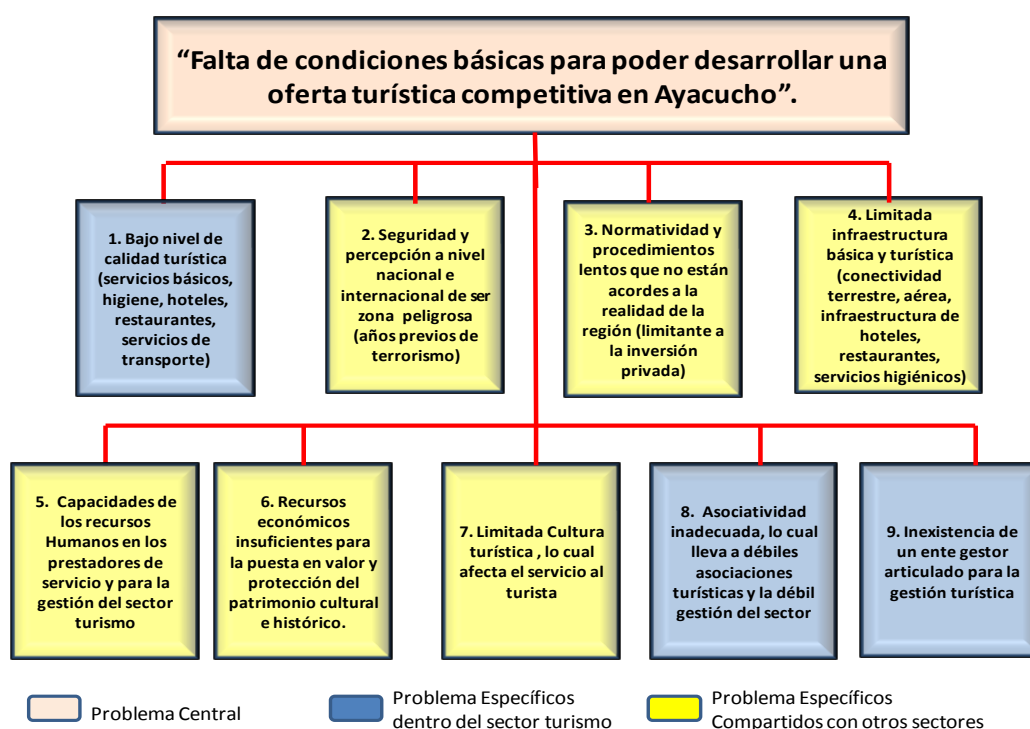 “Falta de condiciones básicas para poder desarrollar una
oferta turística competitiva en Ayacucho”.
1. Bajo nivel de
calidad turística
(servicios básicos,
higiene, hoteles,
restaurantes,
servicios de
transporte)
2. Seguridad y
percepción a nivel
nacional e
internacional de ser
zona peligrosa
(años previos de
terrorismo)
3. Normatividad y
procedimientos
lentos que no están
acordes a la
realidad de la
región (limitante a
la inversión
privada)
4. Limitada
infraestructura
básica y turística
(conectividad
terrestre, aérea,
infraestructura de
hoteles,
restaurantes,
servicios higiénicos)
5. Capacidades de
los recursos
Humanos en los
prestadores de
servicio y para la
gestión del sector
turismo
6. Recursos
económicos
insuficientes para
la puesta en valor y
protección del
patrimonio cultural
e histórico.
7. Limitada Cultura
turística , lo cual
afecta el servicio al
turista
8. Asociatividad
inadecuada, lo cual
lleva a débiles
asociaciones
turísticas y la débil
gestión del sector
9. Inexistencia de
un ente gestor
articulado para la
gestión turística
Problema Central
Problema Específicos
dentro del sector turismo
Problema Específicos
Compartidos con otros sectores